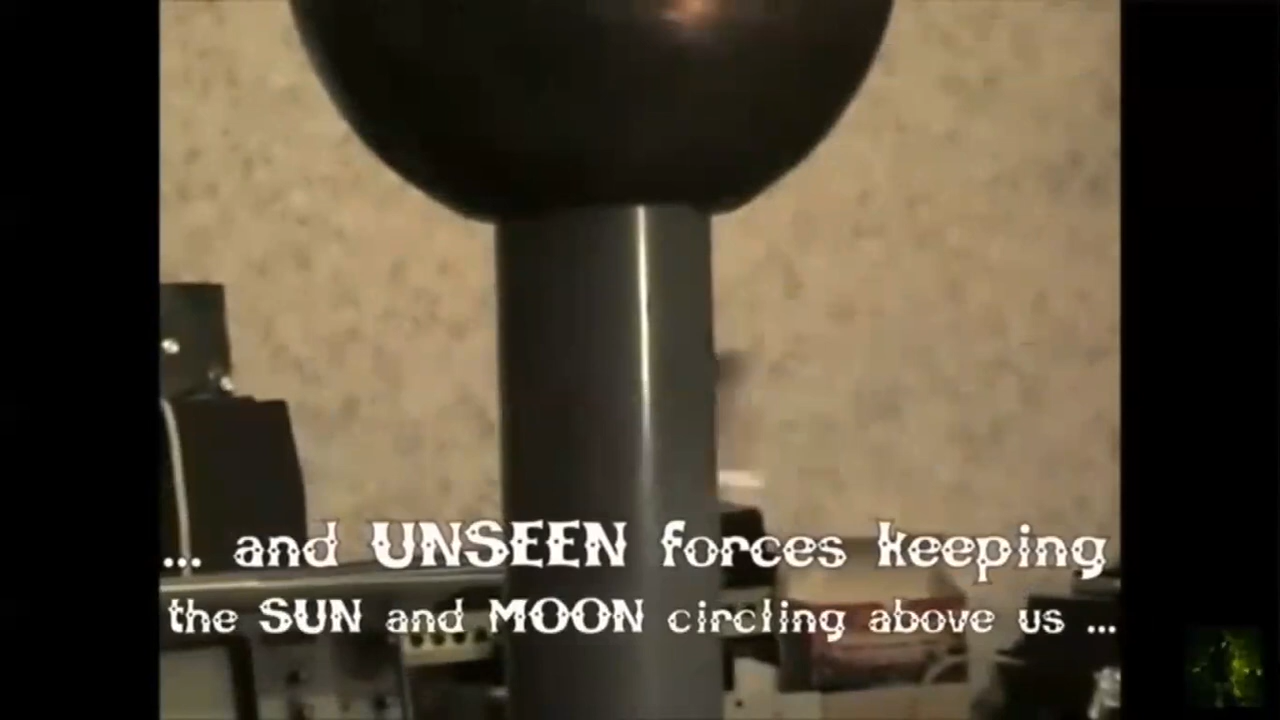 ... and UNSEEN forces keeping
the SUN and MOON circling above us ...